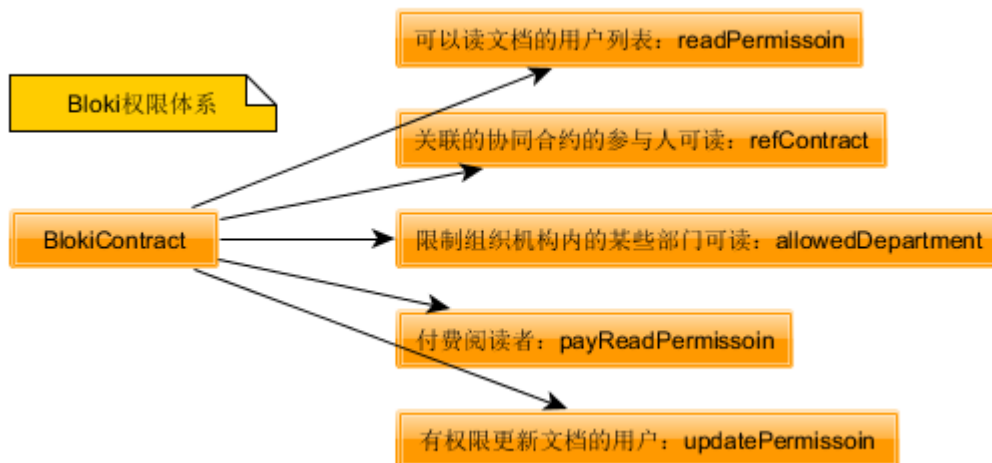 可以读文档的用户列表：readPermissoin
Bloki权限体系
关联的协同合约的参与人可读：refContract
BlokiContract
限制组织机构内的某些部门可读：allowedDepartment
付费阅读者：payReadPermissoin
有权限更新文档的用户：updatePermissoin